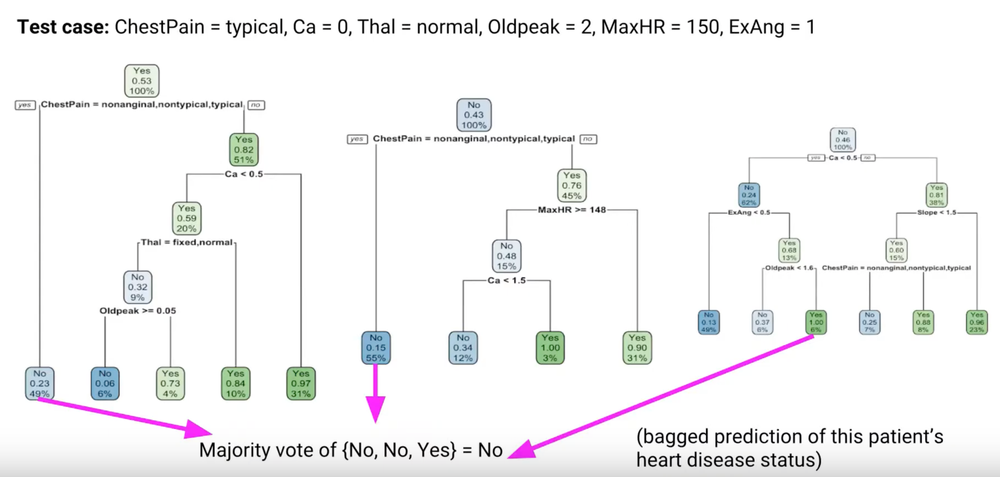 Test case: ChestPain = typical, Ca = 0, Thal = normal, Oldpeak = 2, MaxHR = 150, ExAng = 1
Yes
0.53
100%
yes ChestPain = nonanginal,nontypical,typical no
Yes
0.82
51%
Ca < 0.5
Yes
0.59
20%
Thal = fixed,normal
No
0.32
9%
Oldpeak >= 0.05
No
0.23
49%
No
0.06
6%
Yes
0.73
4%
Yes
0.84
10%
Yes
0.97
31%
No
0.43
100%
yes ChestPain = nonanginal,nontypical,typical no
Yes
0.76
45%
MaxHR >= 148
No
0.48
15%
Ca < 1.5
No
0.15
55%
No
0.34
12%
Yes
1.00
3%
Yes
0.90
31%
No
0.46
100%
yes Ca < 0.5 no
No
0.24
62%
Yes
0.81
38%
ExAng < 0.5
Slope < 1.5
Yes
0.68
13%
Yes
0.60
15%
Oldpeak < 1.6
ChestPain = nonanginal,nontypical,typical
No
0.13
49%
No
0.37
6%
Yes
1.00
6%
No
0.25
7%
Yes
0.88
8%
Yes
0.96
23%
Majority vote of {No, No, Yes} = No
(bagged prediction of this patient’s
heart disease status)